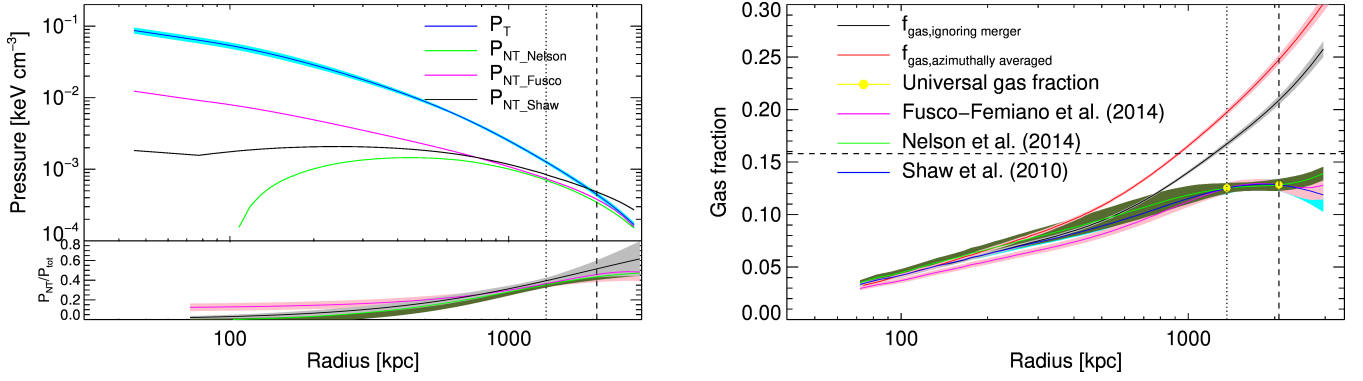 10⁻¹
10⁻²
10⁻³
10⁻⁴
Pressure [keV cm⁻³]
P_T
P_NT_Nelson
P_NT_Fusco
P_NT_Shaw
0.8
0.6
0.4
0.2
0.0
P_NT/P_tot
100
1000
Radius [kpc]
0.30
0.25
0.20
0.15
0.10
0.05
0.00
Gas fraction
f_gas,ignoring merger
f_gas,azimuthally averaged
Universal gas fraction
Fusco−Femiano et al. (2014)
Nelson et al. (2014)
Shaw et al. (2010)
100
1000
Radius [kpc]